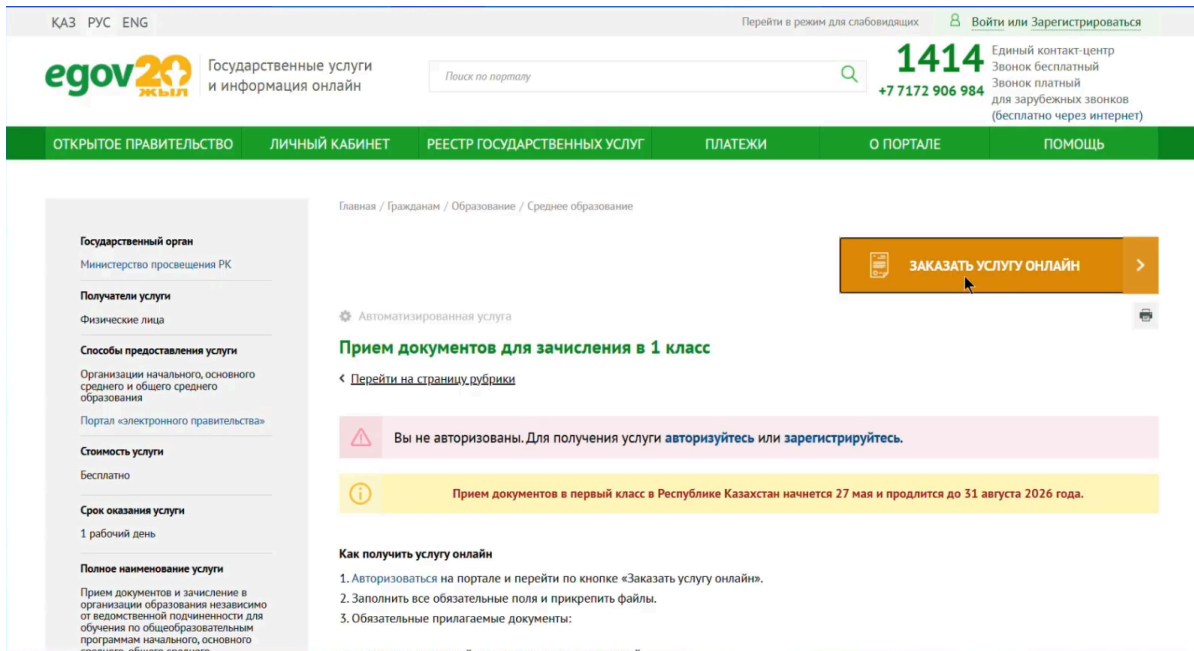 ҚАЗ РУС ENG
Перейти в режим для слабовидящих
Войти или Зарегистрироваться
egov20
ЖЫЛ
Государственные услуги
и информация онлайн
Поиск по порталу
1414
+7 7172 906 984
Единый контакт-центр
Звонок бесплатный
Звонок платный
для зарубежных звонков
(бесплатно через интернет)
ОТКРЫТОЕ ПРАВИТЕЛЬСТВО
ЛИЧНЫЙ КАБИНЕТ
РЕЕСТР ГОСУДАРСТВЕННЫХ УСЛУГ
ПЛАТЕЖИ
О ПОРТАЛЕ
ПОМОЩЬ
Государственный орган
Министерство просвещения РК
Получатели услуги
Физические лица
Способы предоставления услуги
Организации начального, основного
среднего и общего среднего
образования
Портал «электронного правительства»
Стоимость услуги
Бесплатно
Срок оказания услуги
1 рабочий день
Полное наименование услуги
Прием документов и зачисление в
организации образования независимо
от ведомственной подчиненности для
обучения по общеобразовательным
программам начального, основного
Главная / Гражданам / Образование / Среднее образование
ЗАКАЗАТЬ УСЛУГУ ОНЛАЙН
Автоматизированная услуга
Прием документов для зачисления в 1 класс
Перейти на страницу рубрики
Вы не авторизованы. Для получения услуги авторизуйтесь или зарегистрируйтесь.
Прием документов в первый класс в Республике Казахстан начнется 27 мая и продлится до 31 августа 2026 года.
Как получить услугу онлайн
1. Авторизоваться на портале и перейти по кнопке «Заказать услугу онлайн».
2. Заполнить все обязательные поля и прикрепить файлы.
3. Обязательные прилагаемые документы: